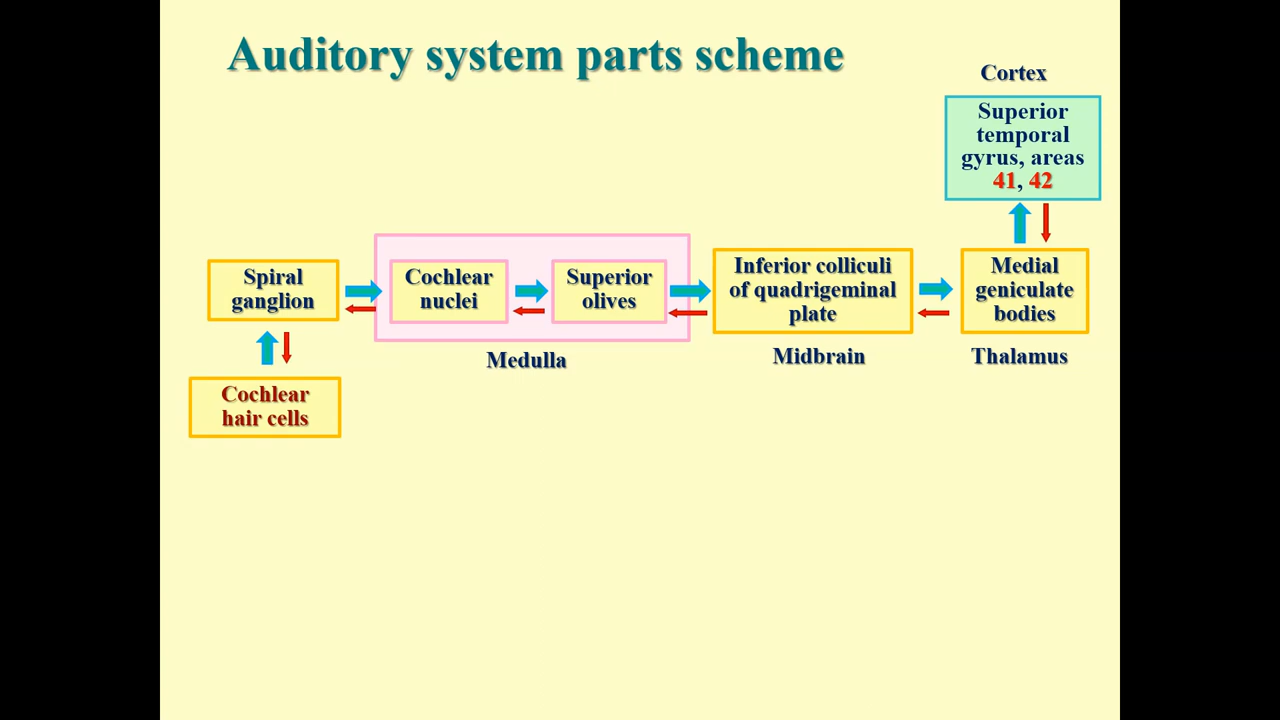 Auditory system parts scheme
Cortex
Superior
temporal
gyrus, areas
41, 42
Spiral
ganglion
Cochlear
nuclei
Superior
olives
Inferior colliculi
of quadrigeminal
plate
Medial
geniculate
bodies
Medulla
Midbrain
Thalamus
Cochlear
hair cells